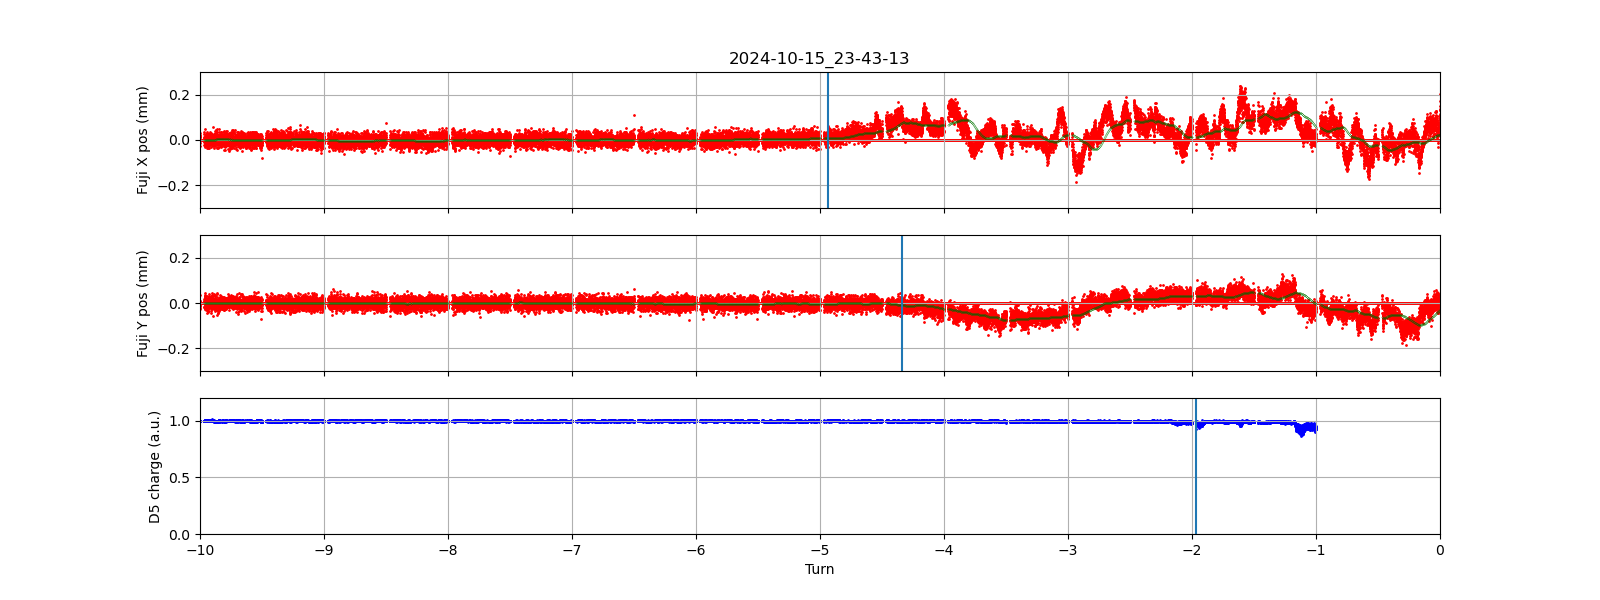 2024-10-15_23-43-13
Fuji X pos (mm)
0.2
0.0
−0.2
Fuji Y pos (mm)
0.2
0.0
−0.2
D5 charge (a.u.)
1.0
0.5
0.0
−10 −9 −8 −7 −6 −5 −4 −3 −2 −1 0
Turn